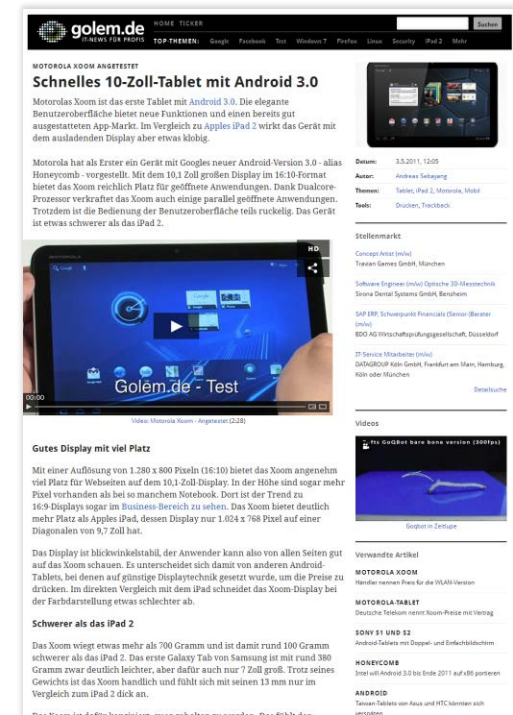 golem.de
IT-NEWS FÜR PROFIS
HOME TICKER
Suchen
TOP-THEMEN: Google Facebook Test Windows 7 Firefox Linux Security iPad 2 Mehr
MOTOROLA XOOM ANGETESTET
Schnelles 10-Zoll-Tablet mit Android 3.0
Motorolas Xoom ist das erste Tablet mit Android 3.0. Die elegante
Benutzeroberfläche bietet neue Funktionen und einen bereits gut
ausgestatteten App-Markt. Im Vergleich zu Apples iPad 2 wirkt das Gerät mit
dem ausladenden Display aber etwas klobig.
Motorola hat als Erster ein Gerät mit Googles neuer Android-Version 3.0 - alias
Honeycomb - vorgestellt. Mit dem 10,1 Zoll großen Display im 16:10-Format
bietet das Xoom reichlich Platz für geöffnete Anwendungen. Dank Dualcore-
Prozessor verkraftet das Xoom auch einige parallel geöffnete Anwendungen.
Trotzdem ist die Bedienung der Benutzeroberfläche teils ruckelig. Das Gerät
ist etwas schwerer als das iPad 2.
MOTOROLA
HD
Golem.de - Test
00:00
Video: Motorola Xoom - Angetestet (2:28)
Gutes Display mit viel Platz
Mit einer Auflösung von 1.280 x 800 Pixeln (16:10) bietet das Xoom angenehm
viel Platz für Webseiten auf dem 10,1-Zoll-Display. In der Höhe sind sogar mehr
Pixel vorhanden als bei so manchem Notebook. Dort ist der Trend zu
16:9-Displays sogar im Business-Bereich zu sehen. Das Xoom bietet deutlich
mehr Platz als Apples iPad, dessen Display nur 1.024 x 768 Pixel auf einer
Diagonalen von 9,7 Zoll hat.
Das Display ist blickwinkelstabil, der Anwender kann also von allen Seiten gut
auf das Xoom schauen. Es unterscheidet sich damit von anderen Android-
Tablets, bei denen auf günstige Displaytechnik gesetzt wurde, um die Preise zu
drücken. Im direkten Vergleich mit dem iPad schneidet das Xoom-Display bei
der Farbdarstellung etwas schlechter ab.
Schwerer als das iPad 2
Das Xoom wiegt etwas mehr als 700 Gramm und ist damit rund 100 Gramm
schwerer als das iPad 2. Das erste Galaxy Tab von Samsung ist mit rund 380
Gramm zwar deutlich leichter, aber dafür auch nur 7 Zoll groß. Trotz seines
Gewichts ist das Xoom handlich und fühlt sich mit seinen 13 mm nur im
Vergleich zum iPad 2 dick an.
Datum: 3.5.2011, 12:05
Autor: Andreas Sebayang
Themen: Tablet, iPad 2, Motorola, Mobil
Tools: Drucken, Trackback
Stellenmarkt
Concept Artist (m/w)
Travian Games GmbH, München
Software Engineer (m/w) Optische 3D-Messtechnik
Sirona Dental Systems GmbH, Bensheim
SAP ERP, Schwerpunkt Financials (Senior-)Berater
(m/w)
BDO AG Wirtschaftsprüfungsgesellschaft, Düsseldorf
IT-Service Mitarbeiter (m/w)
DATAGROUP Köln GmbH, Frankfurt am Main, Hamburg,
Köln oder München
Detailsuche
Videos
fts GoQBot bare bone version (300fps)
Goqbot in Zeitlupe
Verwandte Artikel
MOTOROLA XOOM
Händler nennen Preis für die WLAN-Version
MOTOROLA-TABLET
Deutsche Telekom nennt Xoom-Preise mit Vertrag
SONY S1 UND S2
Android-Tablets mit Doppel- und Einfachbildschirm
HONEYCOMB
Intel will Android 3.0 bis Ende 2011 auf x86 portieren
ANDROID
Taiwan-Tablets von Asus und HTC könnten sich